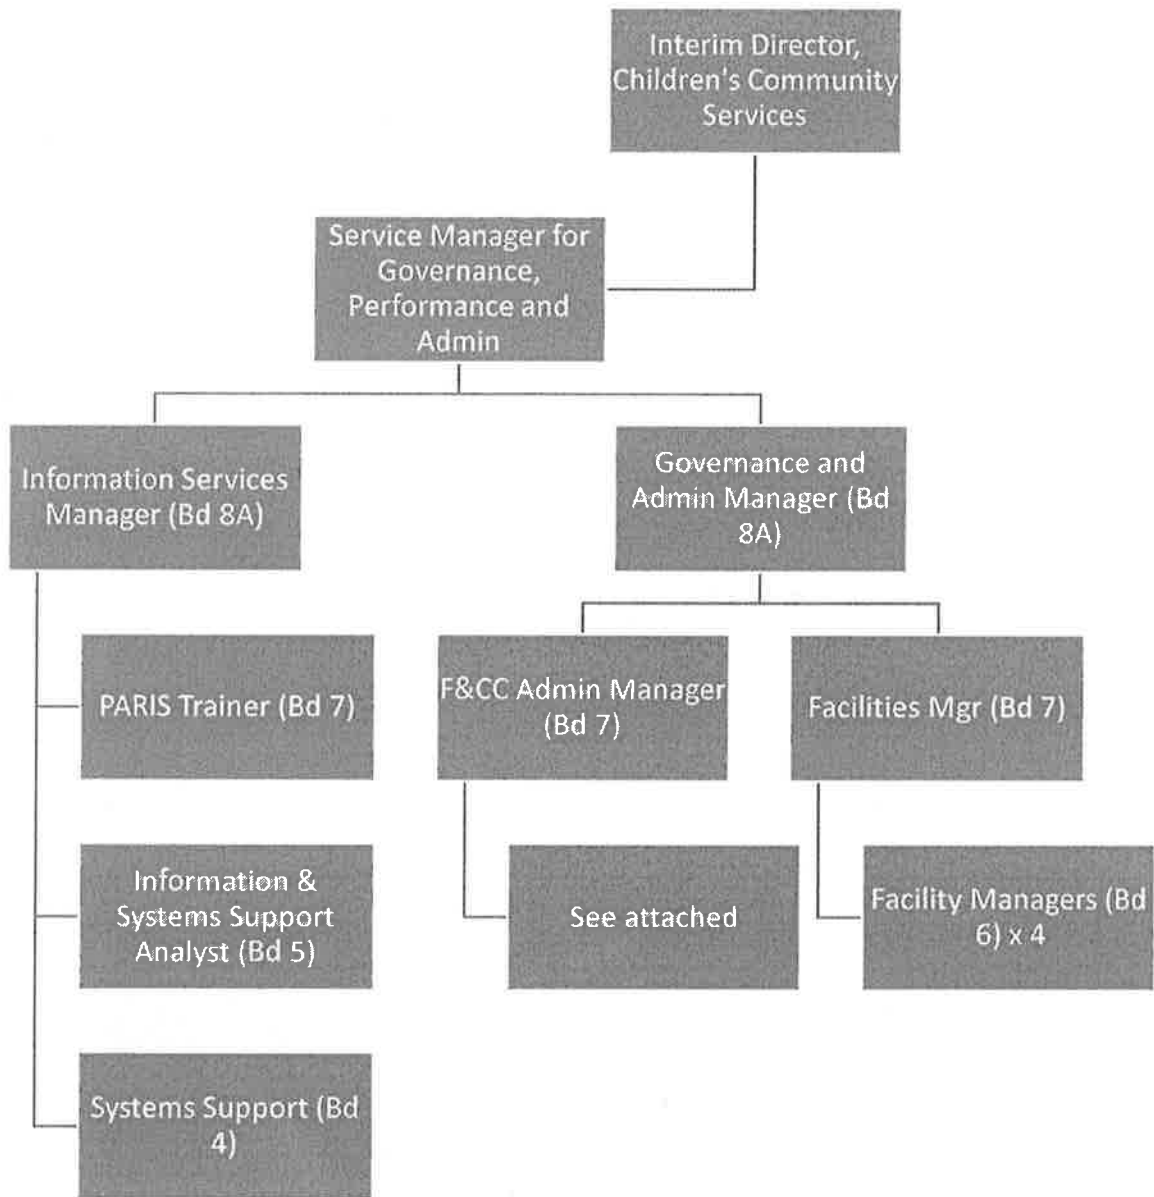 Interim Director,
Children's Community
Services
Service Manager for
Governance,
Performance and
Admin
Information Services
Manager (Bd 8A)
Governance and
Admin Manager (Bd
8A)
PARIS Trainer (Bd 7)
F&CC Admin Manager
(Bd 7)
Facilities Mgr (Bd 7)
Information &
Systems Support
Analyst (Bd 5)
See attached
Facility Managers (Bd
6) x 4
Systems Support (Bd
4)